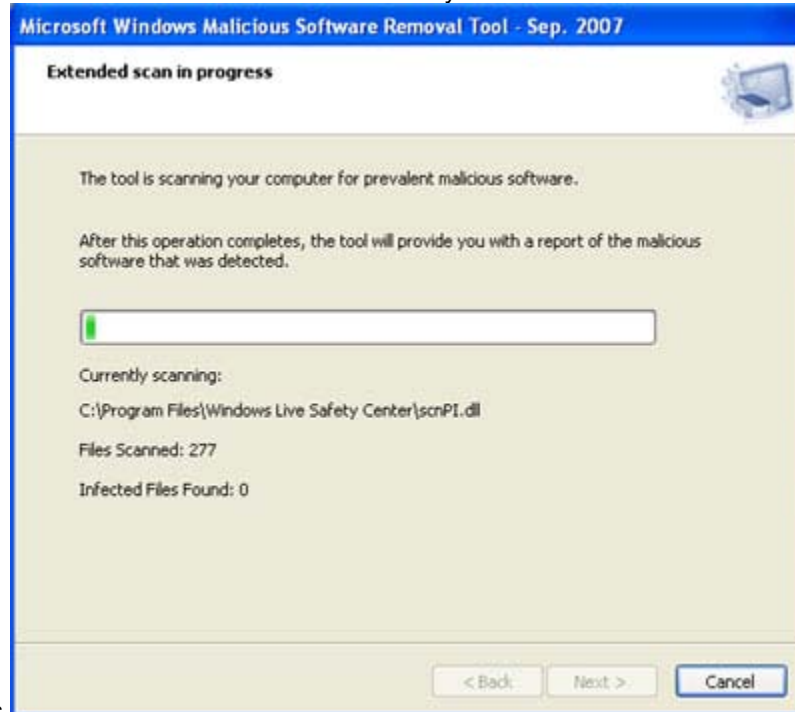 Microsoft Windows Malicious Software Removal Tool - Sep. 2007
Extended scan in progress
The tool is scanning your computer for prevalent malicious software.
After this operation completes, the tool will provide you with a report of the malicious
software that was detected.
Currently scanning:
C:\Program Files\Windows Live Safety Center\scnPI.dll
Files Scanned: 277
Infected Files Found: 0
< Back Next > Cancel